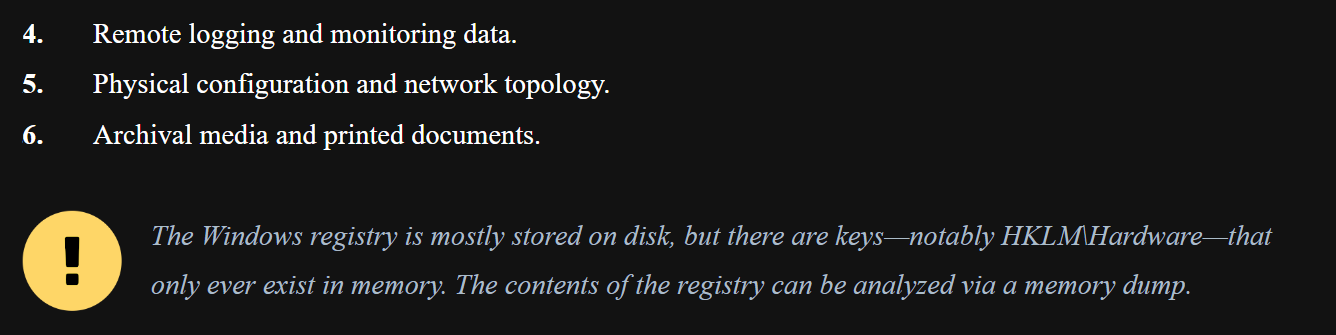 4. Remote logging and monitoring data.
5. Physical configuration and network topology.
6. Archival media and printed documents.
The Windows registry is mostly stored on disk, but there are keys—notably HKLM\Hardware—that
only ever exist in memory. The contents of the registry can be analyzed via a memory dump.